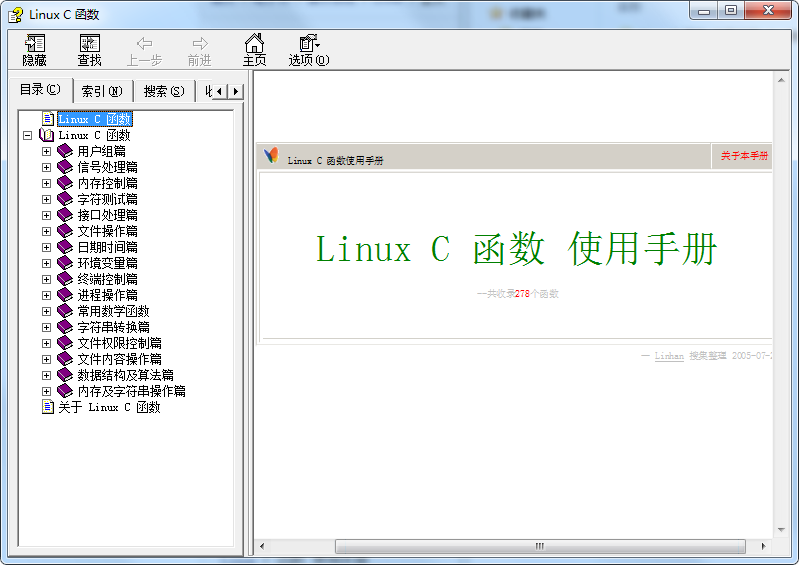 Linux C 函数
隐藏 查找 上一步 前进 主页 选项(O)
目录(C) 索引(N) 搜索(S)
Linux C 函数
Linux C 函数
用户组篇
信号处理篇
内存控制篇
字符测试篇
接口处理篇
文件操作篇
日期时间篇
环境变量篇
终端控制篇
进程操作篇
常用数学函数
字符串转换篇
文件权限控制篇
文件内容操作篇
数据结构及算法篇
内存及字符串操作篇
关于 Linux C 函数
Linux C 函数使用手册 关于本手册
Linux C 函数 使用手册
--共收录278个函数
— Linhan 搜集整理 2005-07-2